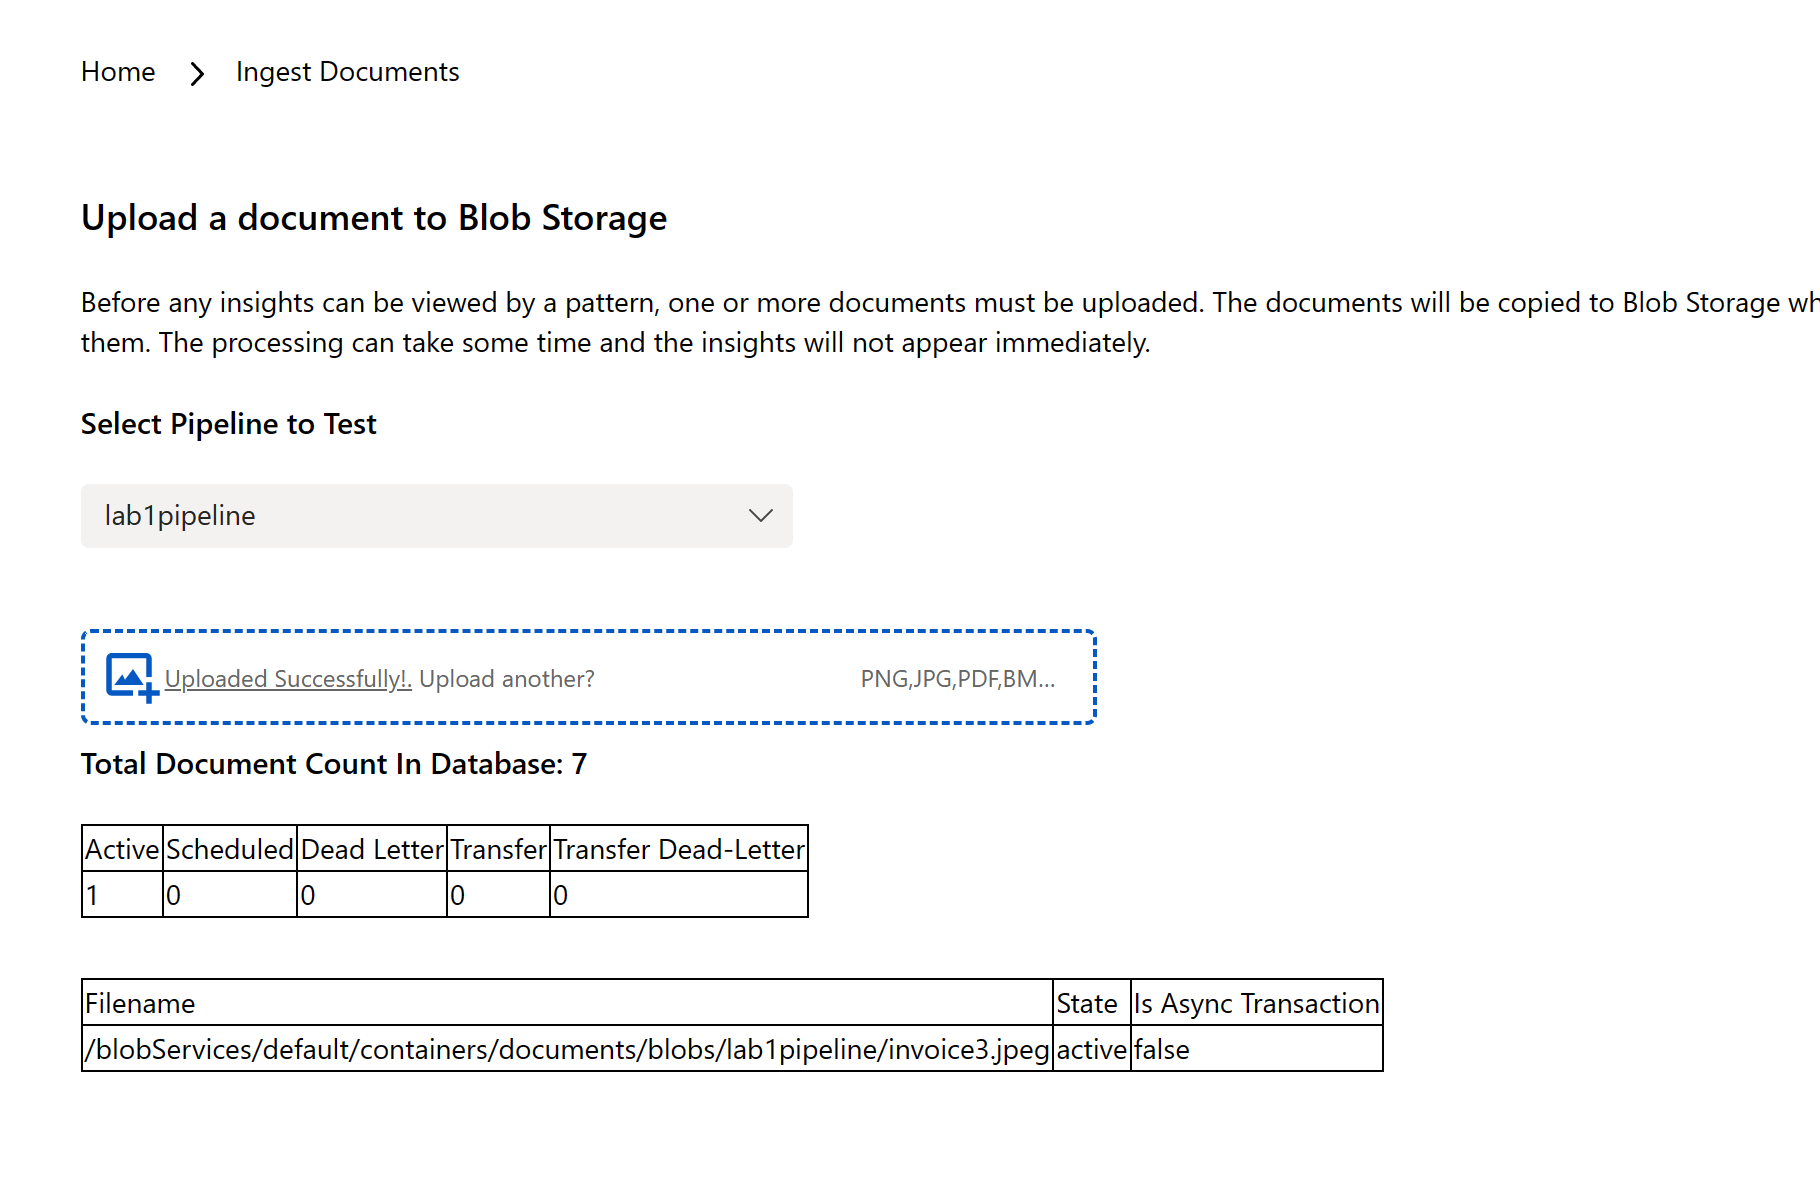 Home > Ingest Documents
Upload a document to Blob Storage
Before any insights can be viewed by a pattern, one or more documents must be uploaded. The documents will be copied to Blob Storage
them. The processing can take some time and the insights will not appear immediately.
Select Pipeline to Test
lab1pipeline
Uploaded Successfully!. Upload another? PNG,JPG,PDF,BM...
Total Document Count In Database: 7
Active Scheduled Dead Letter Transfer Transfer Dead-Letter
1 0 0 0 0
Filename State Is Async Transaction
/blobServices/default/containers/documents/blobs/lab1pipeline/invoice3.jpeg active false